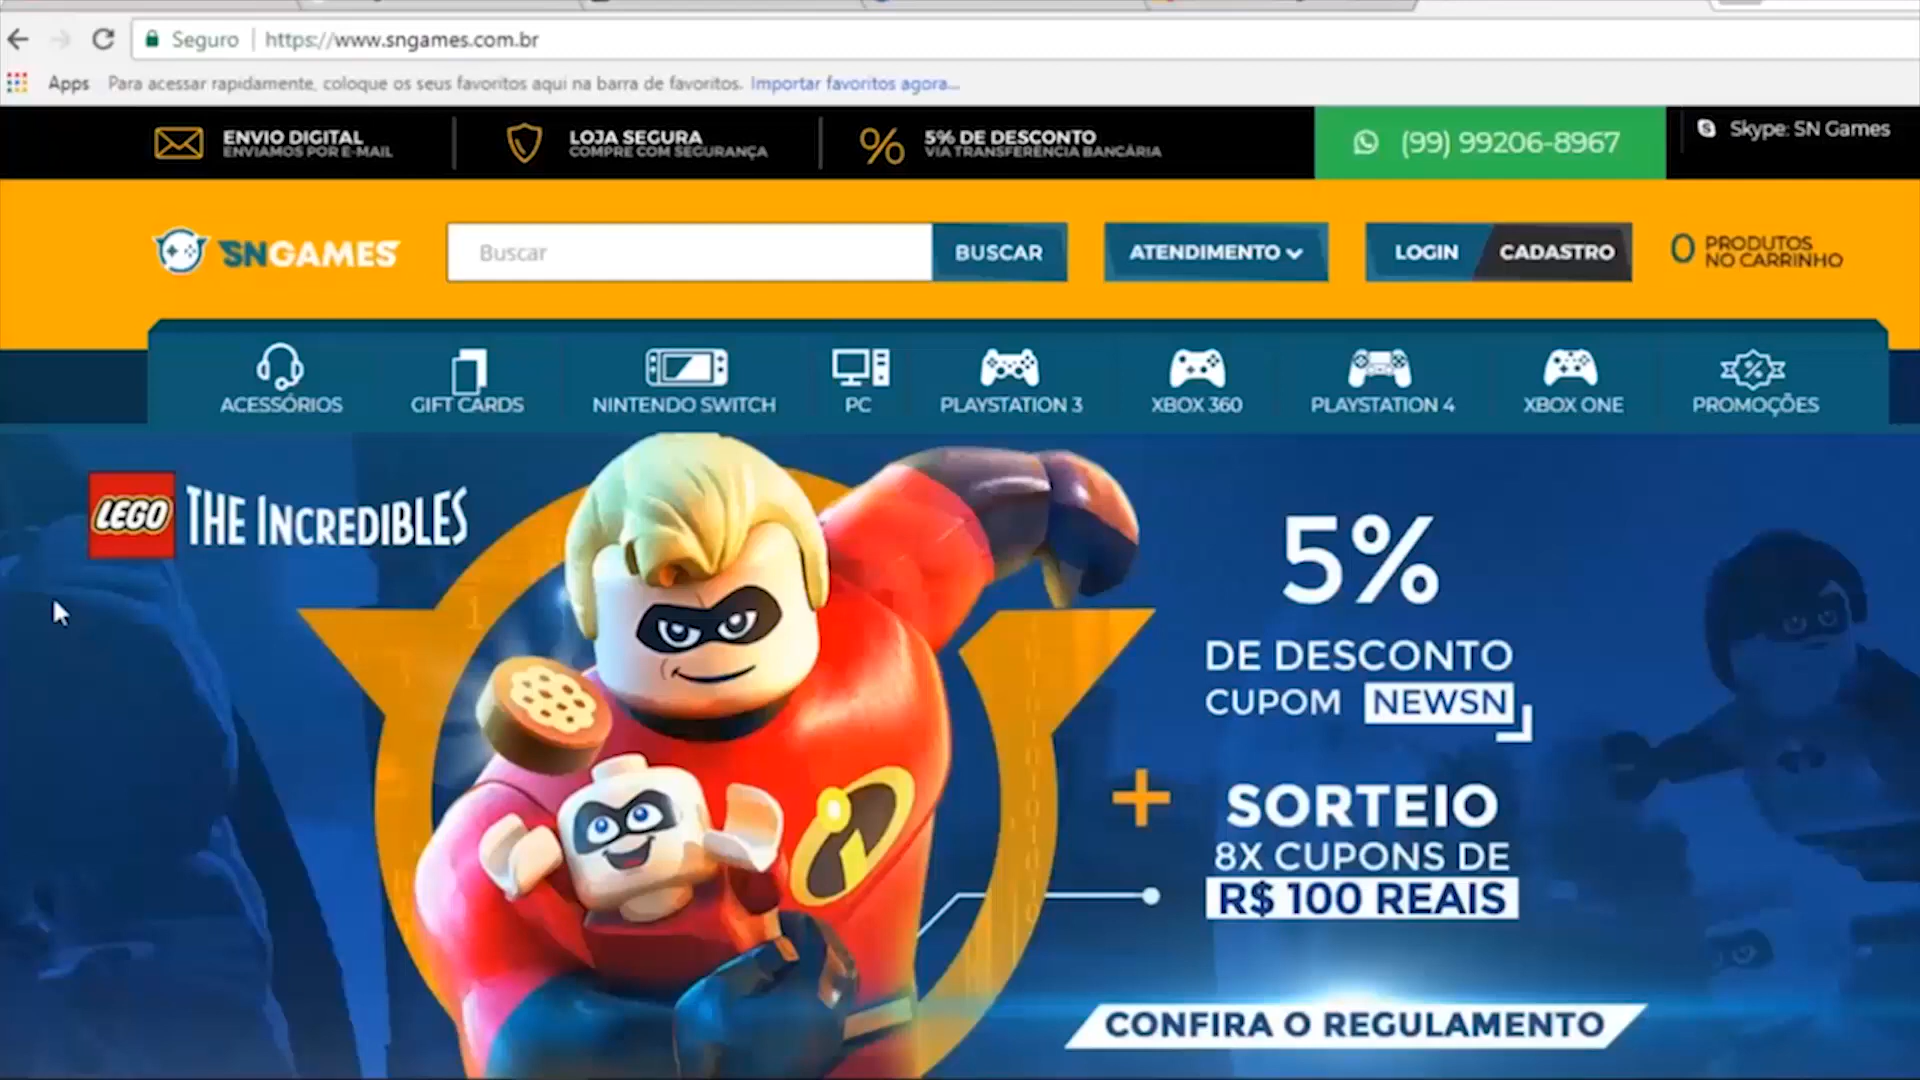 Seguro
https://www.sngames.com.br
Apps
Para acessar rapidamente, coloque os seus favoritos aqui na barra de favoritos.
Importar favoritos agora...
ENVIO DIGITAL
ENVIAMOS POR E-MAIL
LOJA SEGURA
COMPRE COM SEGURANÇA
%
5% DE DESCONTO
VIA TRANSFERÊNCIA BANCÁRIA
(99) 99206-8967
Skype: SN Games
SNGAMES
Buscar
BUSCAR
ATENDIMENTO
LOGIN
CADASTRO
0 PRODUTOS
NO CARRINHO
ACESSÓRIOS
GIFT CARDS
NINTENDO SWITCH
PC
PLAYSTATION 3
XBOX 360
PLAYSTATION 4
XBOX ONE
PROMOÇÕES
LEGO THE INCREDIBLES
5%
DE DESCONTO
CUPOM NEWSN
+ SORTEIO
8X CUPONS DE
R$ 100 REAIS
CONFIRA O REGULAMENTO